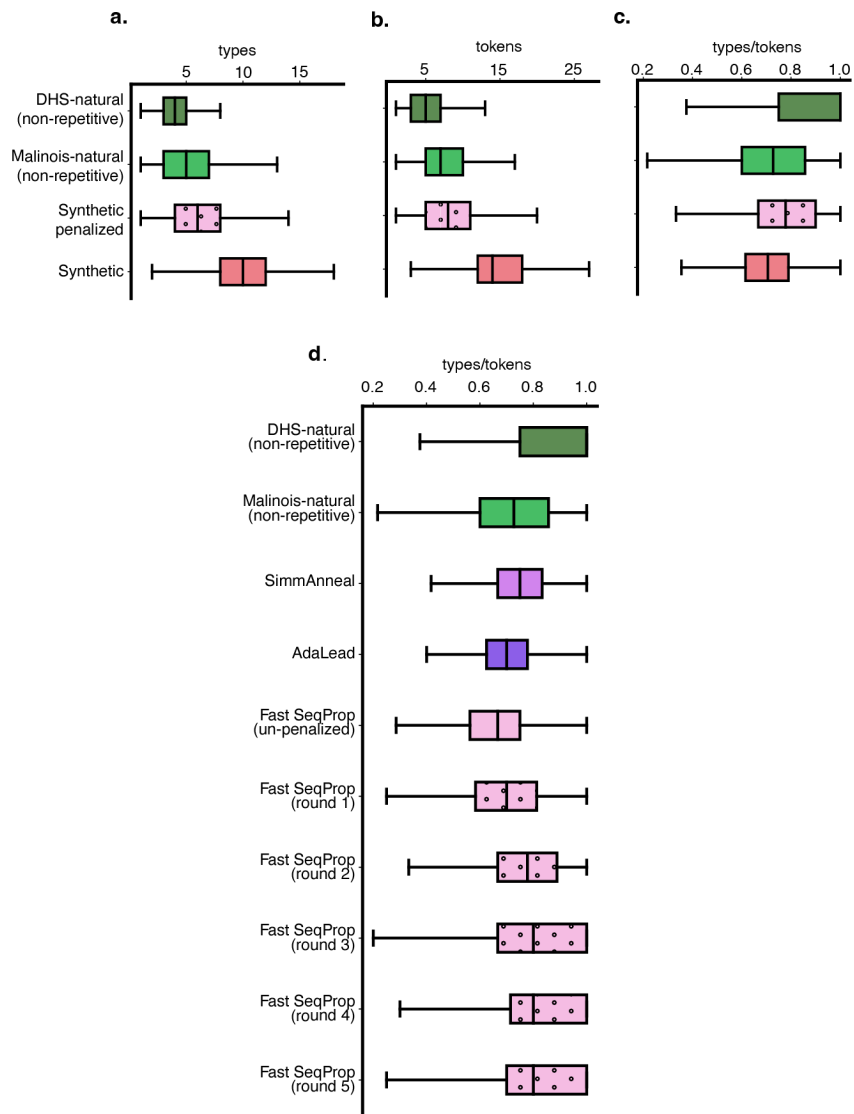 a.
types
5 10 15
DHS-natural
(non-repetitive)
Malinois-natural
(non-repetitive)
Synthetic
penalized
Synthetic
b.
tokens
5 15 25
c.
types/tokens
0.2 0.4 0.6 0.8 1.0
d.
types/tokens
0.2 0.4 0.6 0.8 1.0
DHS-natural
(non-repetitive)
Malinois-natural
(non-repetitive)
SimmAnneal
AdaLead
Fast SeqProp
(un-penalized)
Fast SeqProp
(round 1)
Fast SeqProp
(round 2)
Fast SeqProp
(round 3)
Fast SeqProp
(round 4)
Fast SeqProp
(round 5)